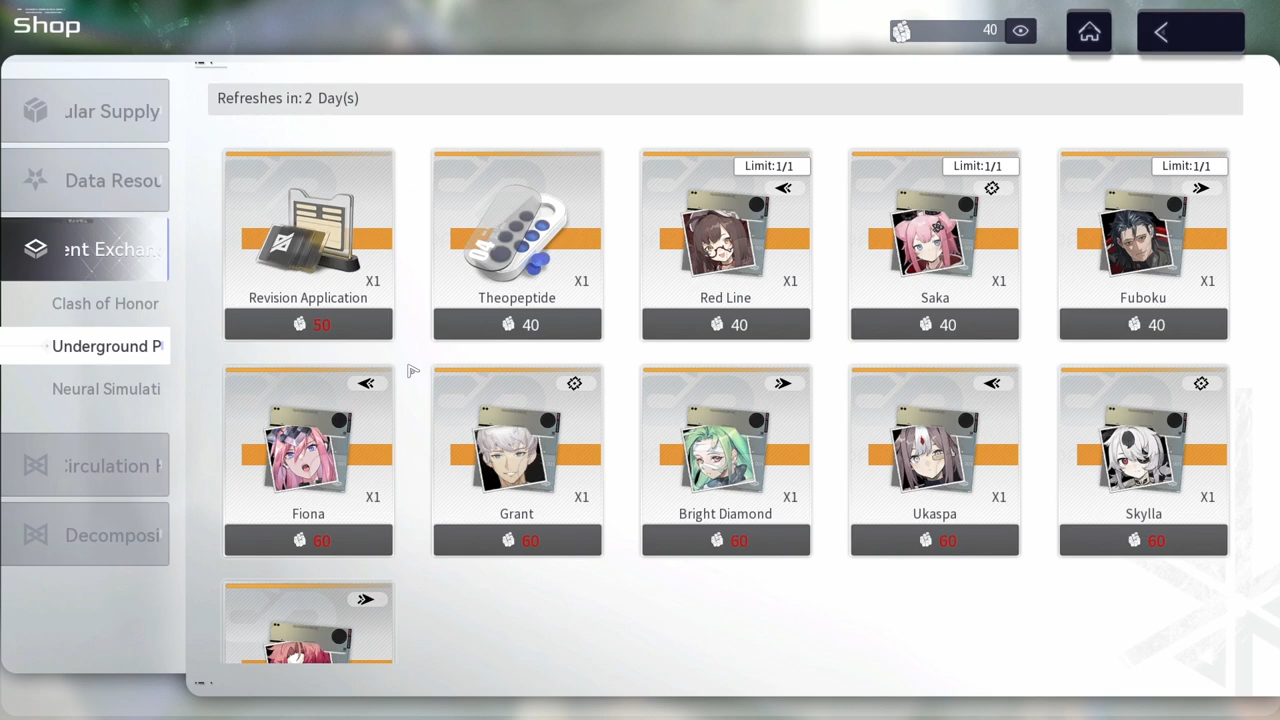 Shop
40
ular Supply
Data Resou
ent Exchan
Clash of Honor
Underground P
Neural Simulati
Circulation
Decomposi
Refreshes in: 2 Day(s)
X1
Revision Application
50
04
X1
Theopeptide
40
Limit:1/1
X1
Red Line
40
Limit:1/1
X1
Saka
40
Limit:1/1
X1
Fuboku
40
X1
Fiona
60
X1
Grant
60
X1
Bright Diamond
60
X1
Ukaspa
60
X1
Skylla
60